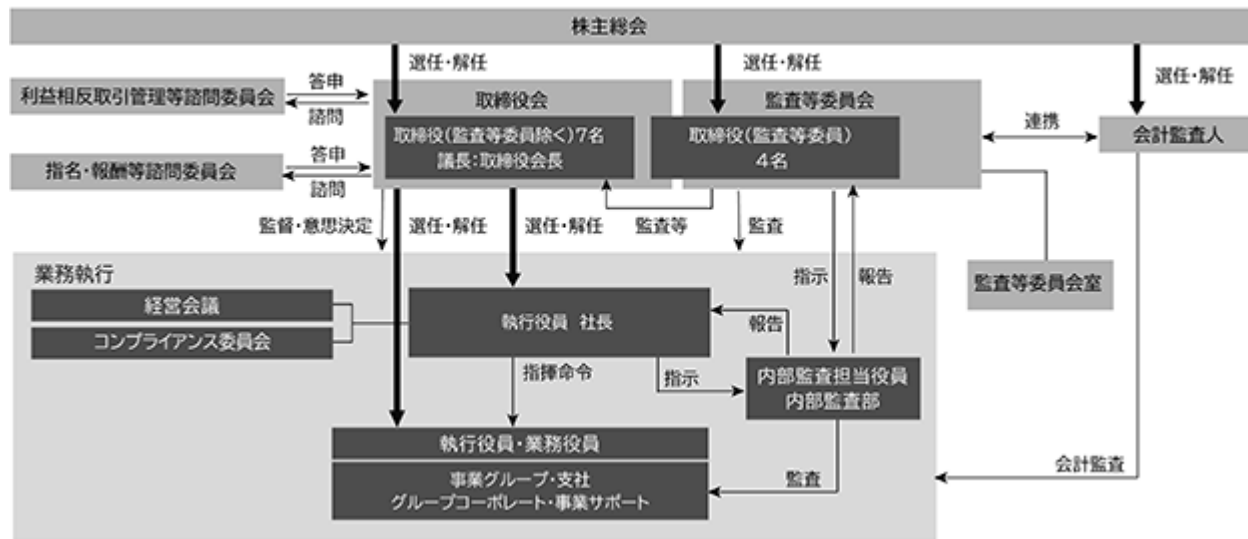 株主総会
選任・解任
選任・解任
選任・解任
利益相反取引管理等諮問委員会
答申
諮問
取締役会
監査等委員会
取締役(監査等委員除く)7名
議長:取締役会長
取締役(監査等委員)
4名
連携
会計監査人
指名・報酬等諮問委員会
答申
諮問
監督・意思決定
選任・解任
選任・解任
監査等
監査
指示
報告
監査等委員会室
業務執行
経営会議
コンプライアンス委員会
執行役員 社長
報告
指揮命令
指示
内部監査担当役員
内部監査部
執行役員・業務役員
事業グループ・支社
グループコーポレート・事業サポート
監査
会計監査